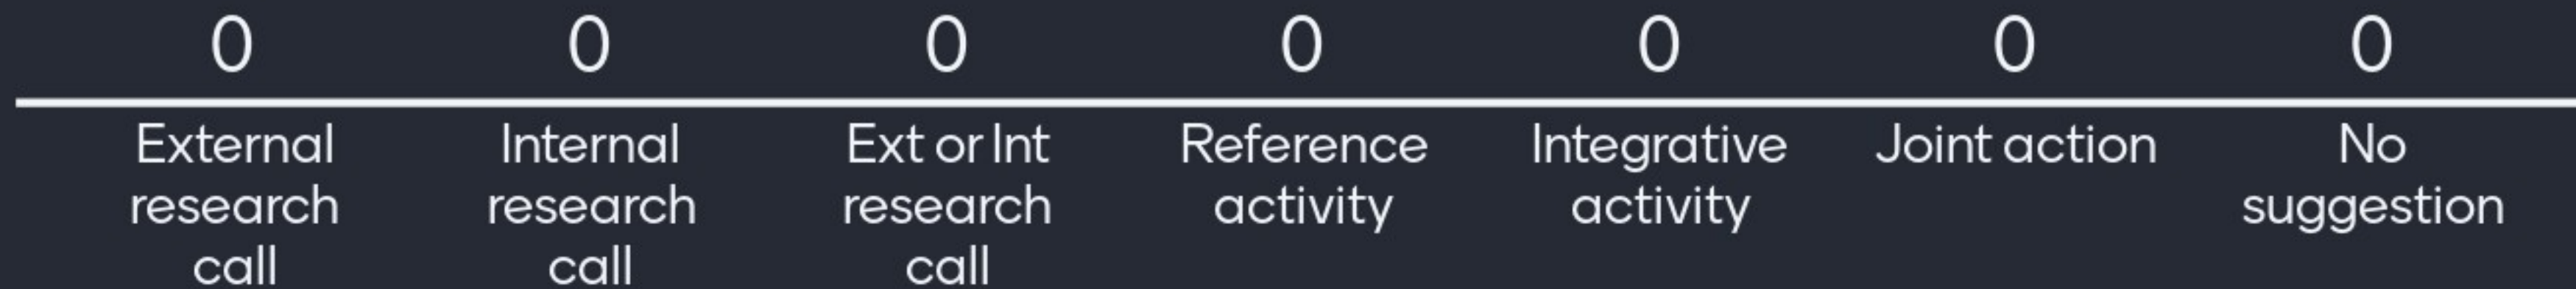 0 0 0 0 0 0 0
External research call
Internal research call
Ext or Int research call
Reference activity
Integrative activity
Joint action
No suggestion